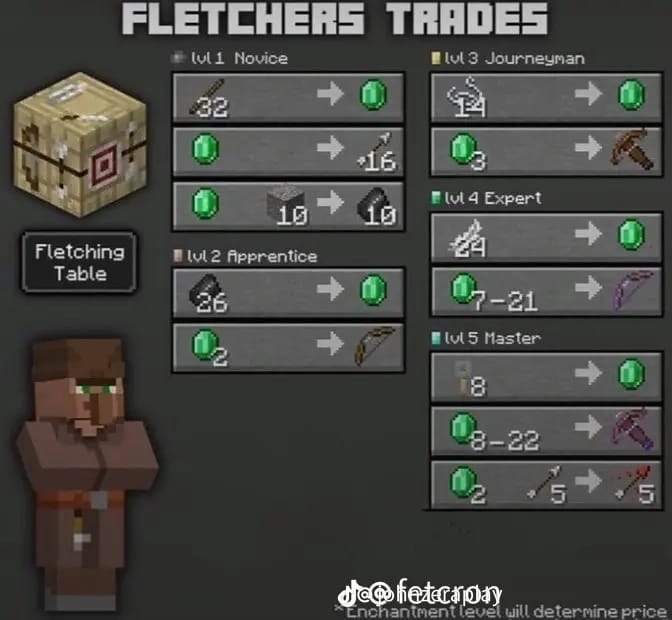 FLETCHERS TRADES
lvl 1 Novice
32
16
10 10
lvl 2 Apprentice
26
2
Fletching
Table
lvl 3 Journeyman
14
3
lvl 4 Expert
24
7-21
lvl 5 Master
8
8-22
2 5 5
fetcron
*Enchantment level will determine price